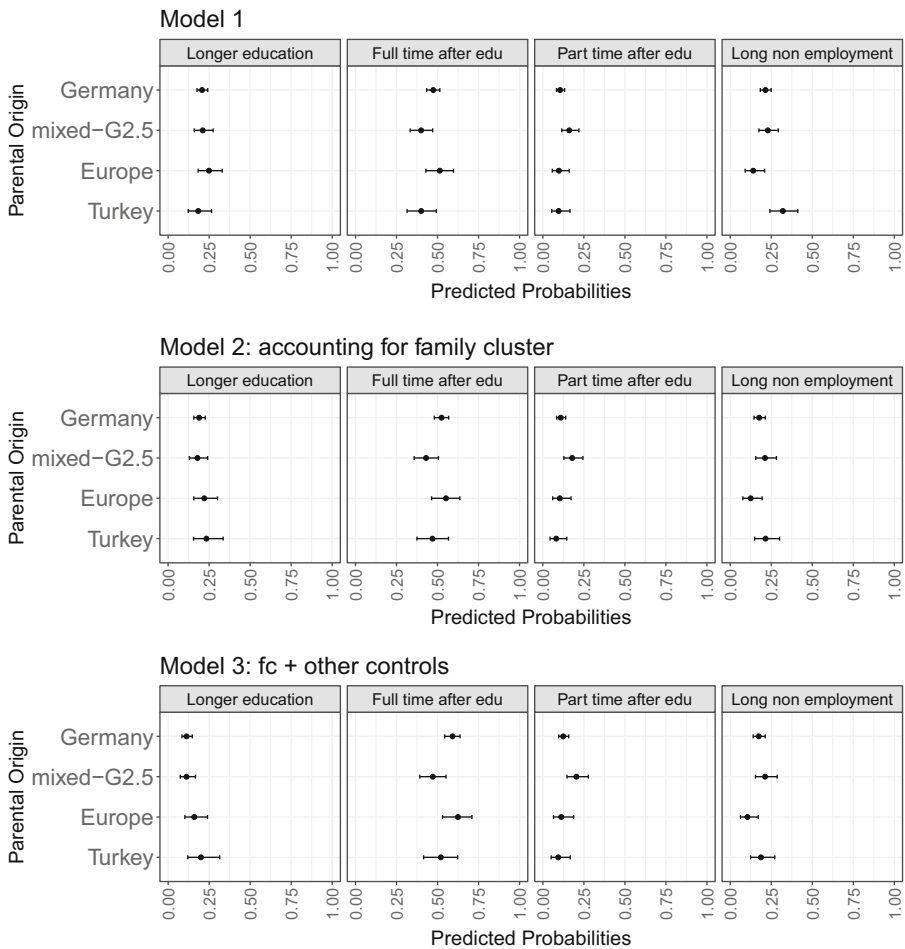 Model 1
Longer education Full time after edu Part time after edu Long non employment
Parental Origin
Germany
mixed−G2.5
Europe
Turkey
0.00 0.25 0.50 0.75 1.00 0.00 0.25 0.50 0.75 1.00 0.00 0.25 0.50 0.75 1.00 0.00 0.25 0.50 0.75 1.00
Predicted Probabilities
Model 2: accounting for family cluster
Longer education Full time after edu Part time after edu Long non employment
Parental Origin
Germany
mixed−G2.5
Europe
Turkey
0.00 0.25 0.50 0.75 1.00 0.00 0.25 0.50 0.75 1.00 0.00 0.25 0.50 0.75 1.00 0.00 0.25 0.50 0.75 1.00
Predicted Probabilities
Model 3: fc + other controls
Longer education Full time after edu Part time after edu Long non employment
Parental Origin
Germany
mixed−G2.5
Europe
Turkey
0.00 0.25 0.50 0.75 1.00 0.00 0.25 0.50 0.75 1.00 0.00 0.25 0.50 0.75 1.00 0.00 0.25 0.50 0.75 1.00
Predicted Probabilities